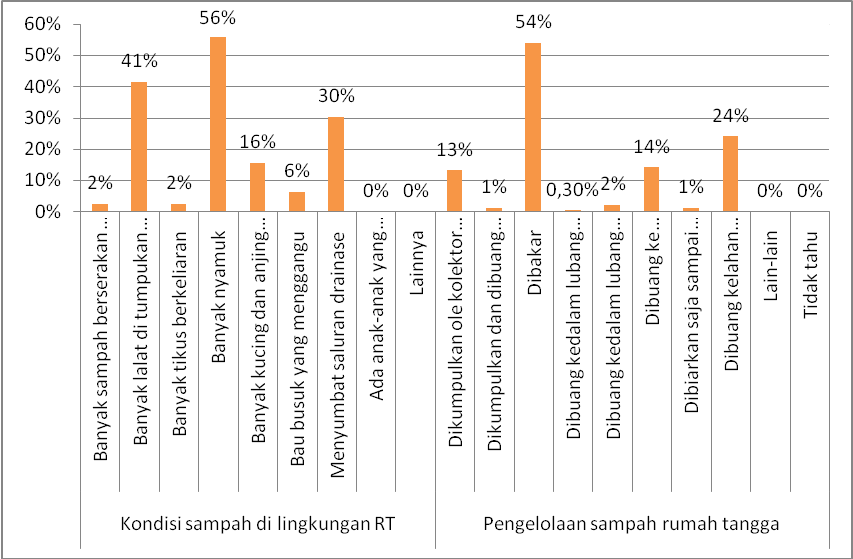 60%
50%
40%
30%
20%
10%
0%
2%
41%
2%
56%
16%
6%
30%
0%
0%
13%
1%
54%
0,30%
2%
14%
1%
24%
0%
0%
Banyak sampah berserakan ...
Banyak lalat di tumpukan ...
Banyak tikus berkeliaran
Banyak nyamuk
Banyak kucing dan anjing ...
Bau busuk yang menggangu
Menyumbat saluran drainase
Ada anak-anak yang ...
Lainnya
Dikumpulkan ole kolektor ...
Dikumpulkan dan dibuang ...
Dibakar
Dibuang kedalam lubang ...
Dibuang kedalam lubang ...
Dibuang ke...
Dibiarkan saja sampai ...
Dibuang kelahan ...
Lain-lain
Tidak tahu
Kondisi sampah di lingkungan RT
Pengelolaan sampah rumah tangga